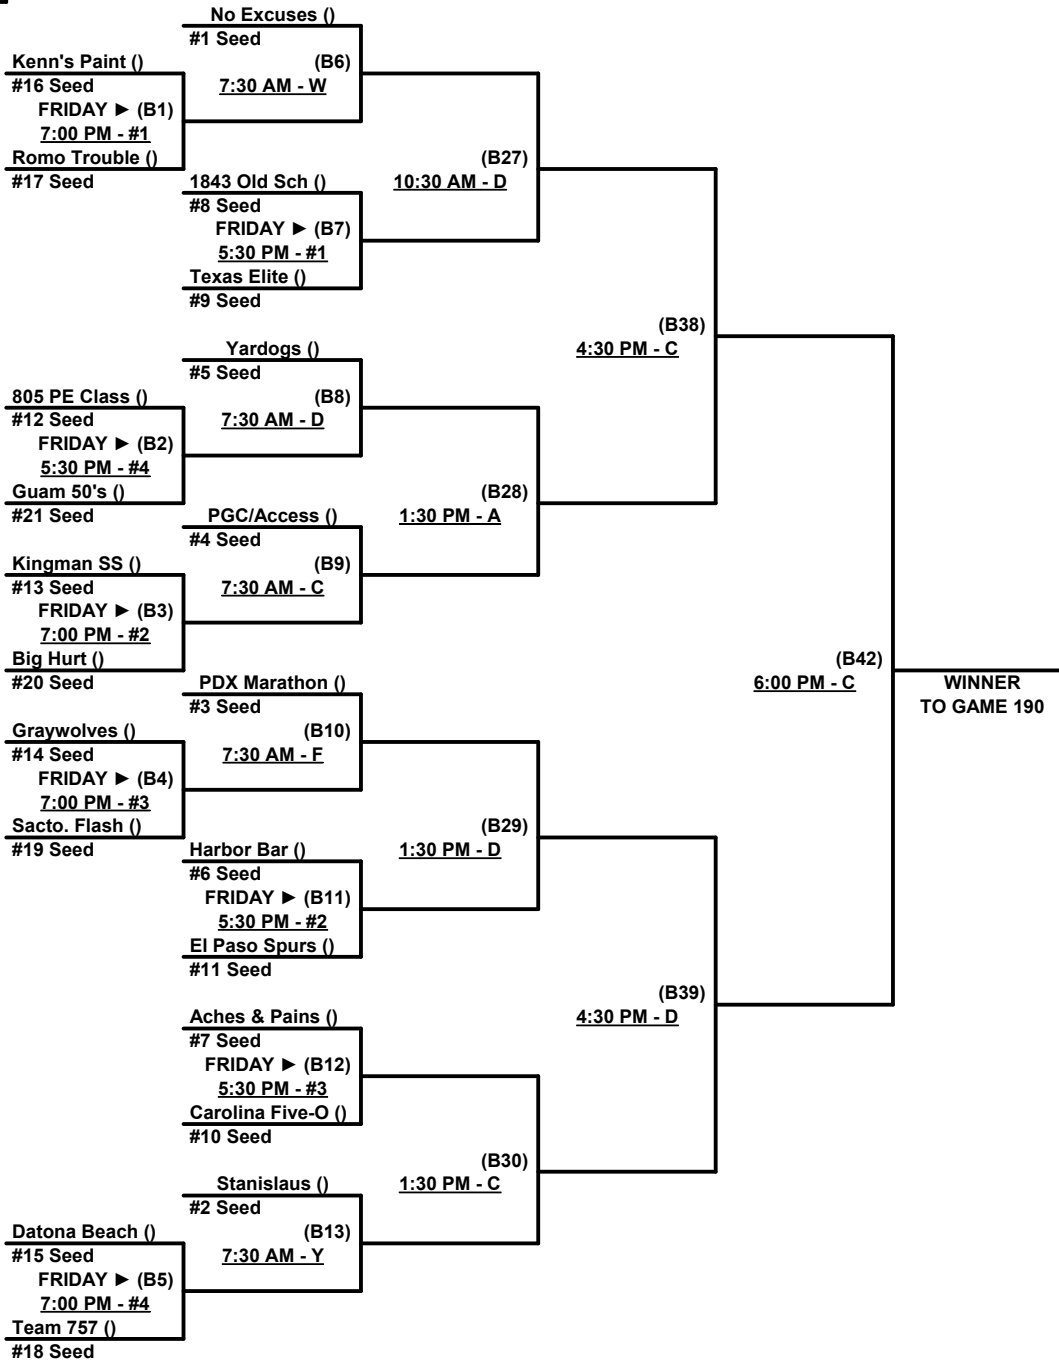 No Excuses ()
#1 Seed
Kenn's Paint ()
(B6)
#16 Seed
7:30 AM - W
FRIDAY ► (B1)
7:00 PM - #1
Romo Trouble ()
(B27)
#17 Seed
1843 Old Sch ()
10:30 AM - D
#8 Seed
FRIDAY ► (B7)
5:30 PM - #1
Texas Elite ()
#9 Seed
(B38)
Yardogs ()
4:30 PM - C
#5 Seed
805 PE Class ()
(B8)
#12 Seed
7:30 AM - D
FRIDAY ► (B2)
5:30 PM - #4
Guam 50's ()
(B28)
#21 Seed
PGC/Access ()
1:30 PM - A
#4 Seed
Kingman SS ()
(B9)
#13 Seed
7:30 AM - C
FRIDAY ► (B3)
7:00 PM - #2
Big Hurt ()
(B42)
#20 Seed
PDX Marathon ()
6:00 PM - C
WINNER
#3 Seed
TO GAME 190
Graywolves ()
(B10)
#14 Seed
7:30 AM - F
FRIDAY ► (B4)
7:00 PM - #3
Sacto. Flash ()
(B29)
#19 Seed
Harbor Bar ()
1:30 PM - D
#6 Seed
FRIDAY ► (B11)
5:30 PM - #2
El Paso Spurs ()
#11 Seed
(B39)
Aches & Pains ()
4:30 PM - D
#7 Seed
FRIDAY ► (B12)
5:30 PM - #3
Carolina Five-O ()
#10 Seed
(B30)
Stanislaus ()
1:30 PM - C
#2 Seed
Datona Beach ()
(B13)
#15 Seed
7:30 AM - Y
FRIDAY ► (B5)
7:00 PM - #4
Team 757 ()
#18 Seed